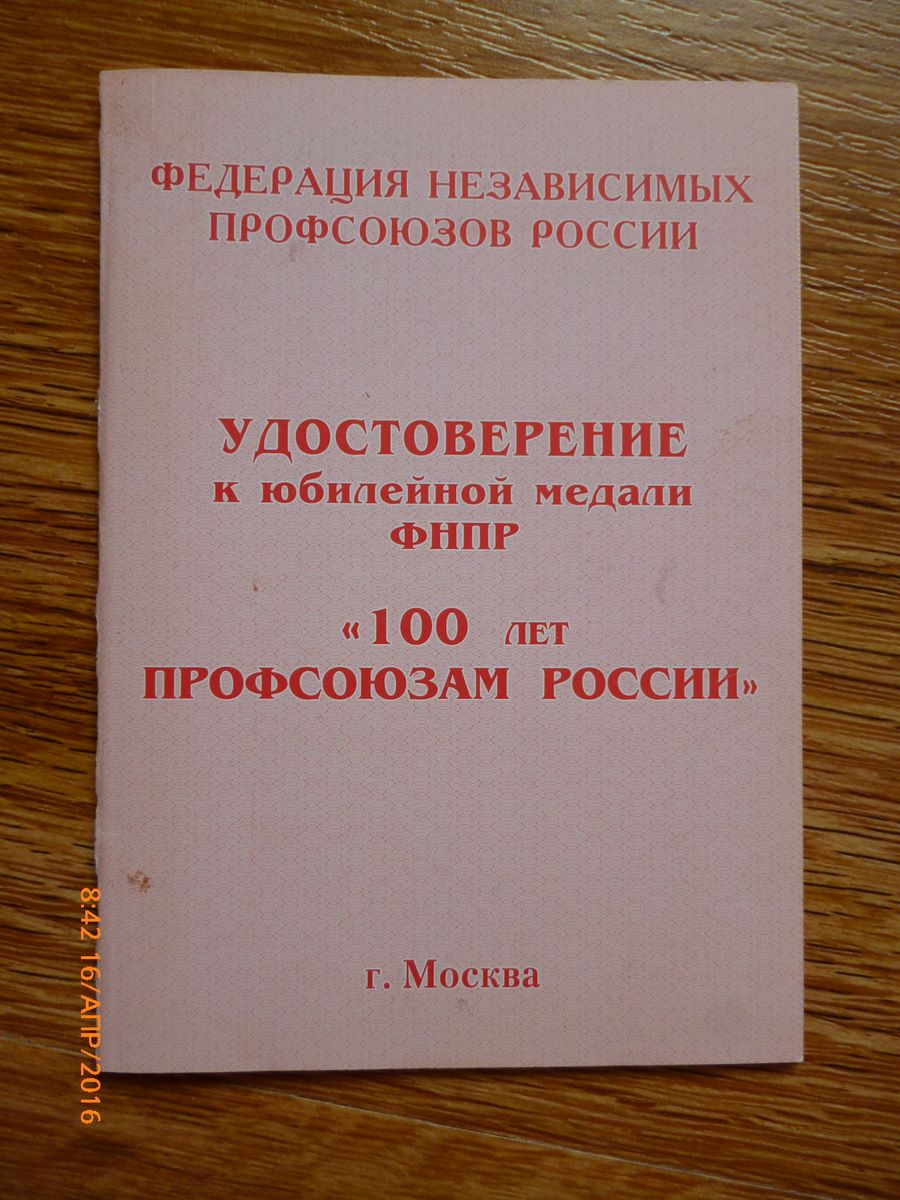 ФЕДЕРАЦИЯ НЕЗАВИСИМЫХ
ПРОФСОЮЗОВ РОССИИ
УДОСТОВЕРЕНИЕ
к юбилейной медали
ФНПР
«100 ЛЕТ
ПРОФСОЮЗАМ РОССИИ»
г. Москва
8:42 16/АПР/2016